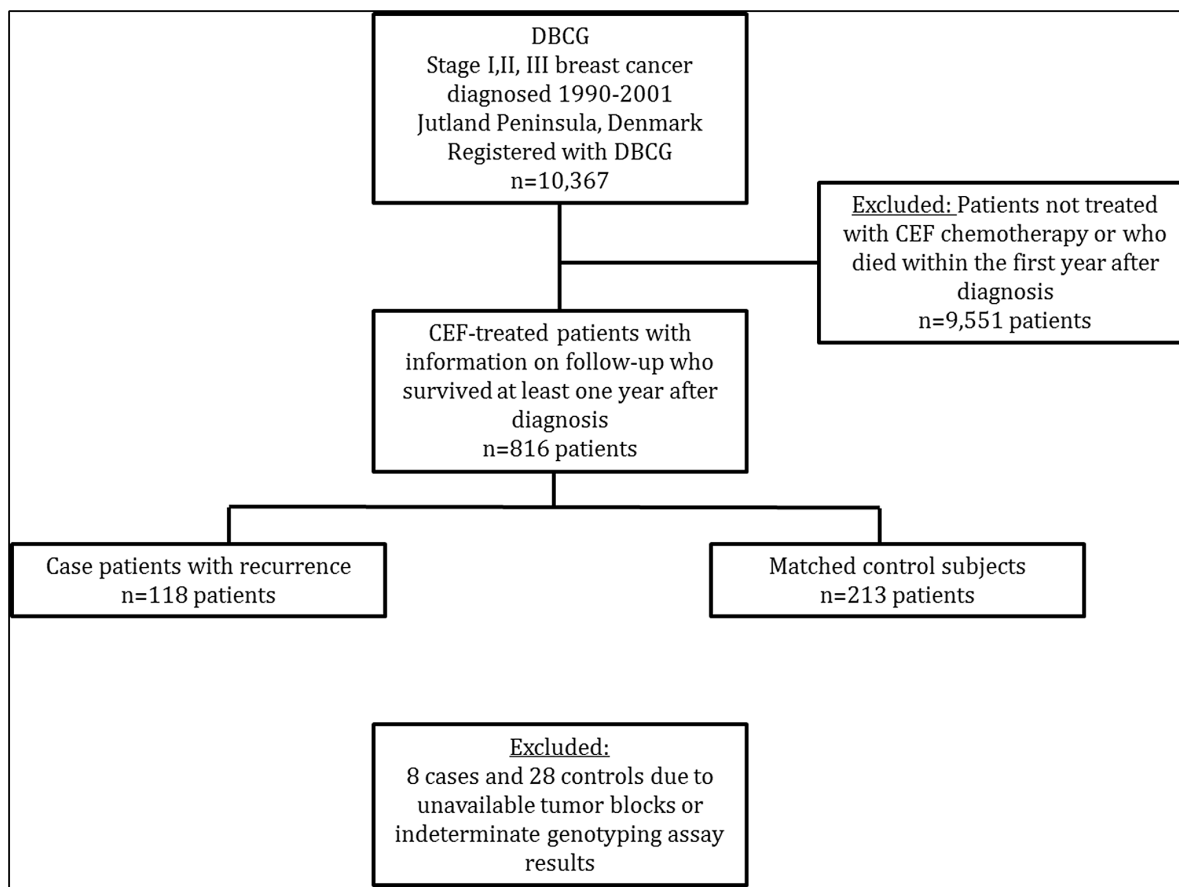 DBCG
Stage I,II, III breast cancer
diagnosed 1990-2001
Jutland Peninsula, Denmark
Registered with DBCG
n=10,367
Excluded: Patients not treated
with CEF chemotherapy or who
died within the first year after
diagnosis
n=9,551 patients
CEF-treated patients with
information on follow-up who
survived at least one year after
diagnosis
n=816 patients
Case patients with recurrence
n=118 patients
Matched control subjects
n=213 patients
Excluded:
8 cases and 28 controls due to
unavailable tumor blocks or
indeterminate genotyping assay
results